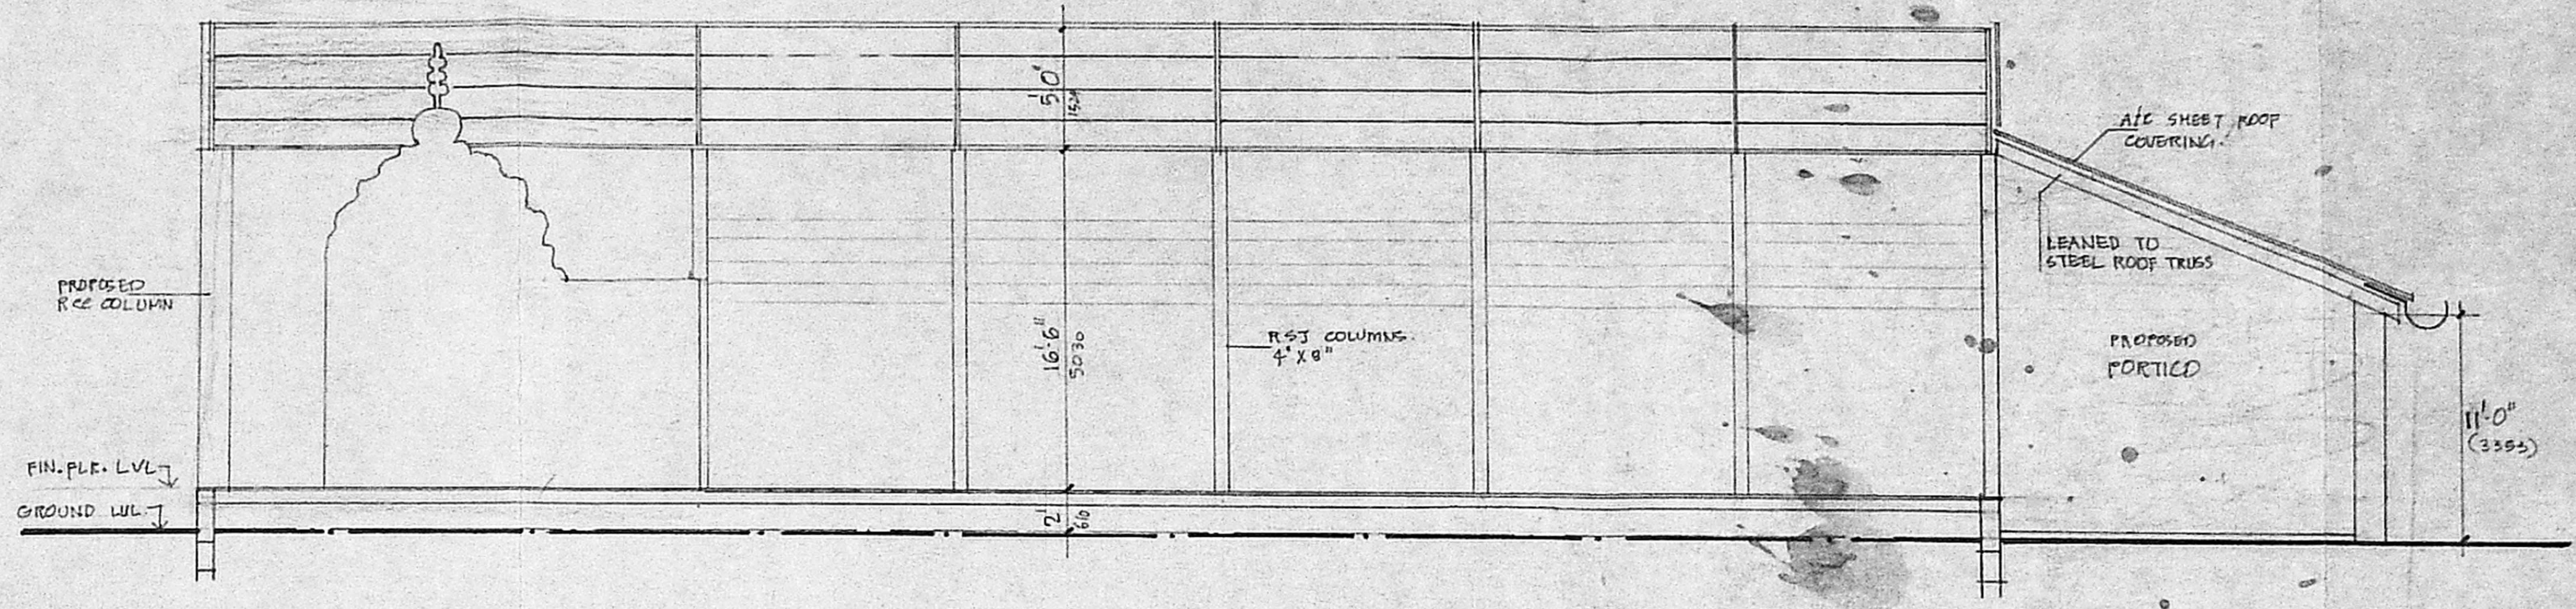 5'-0"
1524
A/C SHEET ROOF
COVERING.
LEANED TO
STEEL ROOF TRUSS
PROPOSED
RCC COLUMN
16'-6"
5030
RSJ COLUMNS.
4" X 8"
PROPOSED
PORTICO
11'-0"
(3353)
FIN. FLR. LVL
GROUND LVL
2'
610